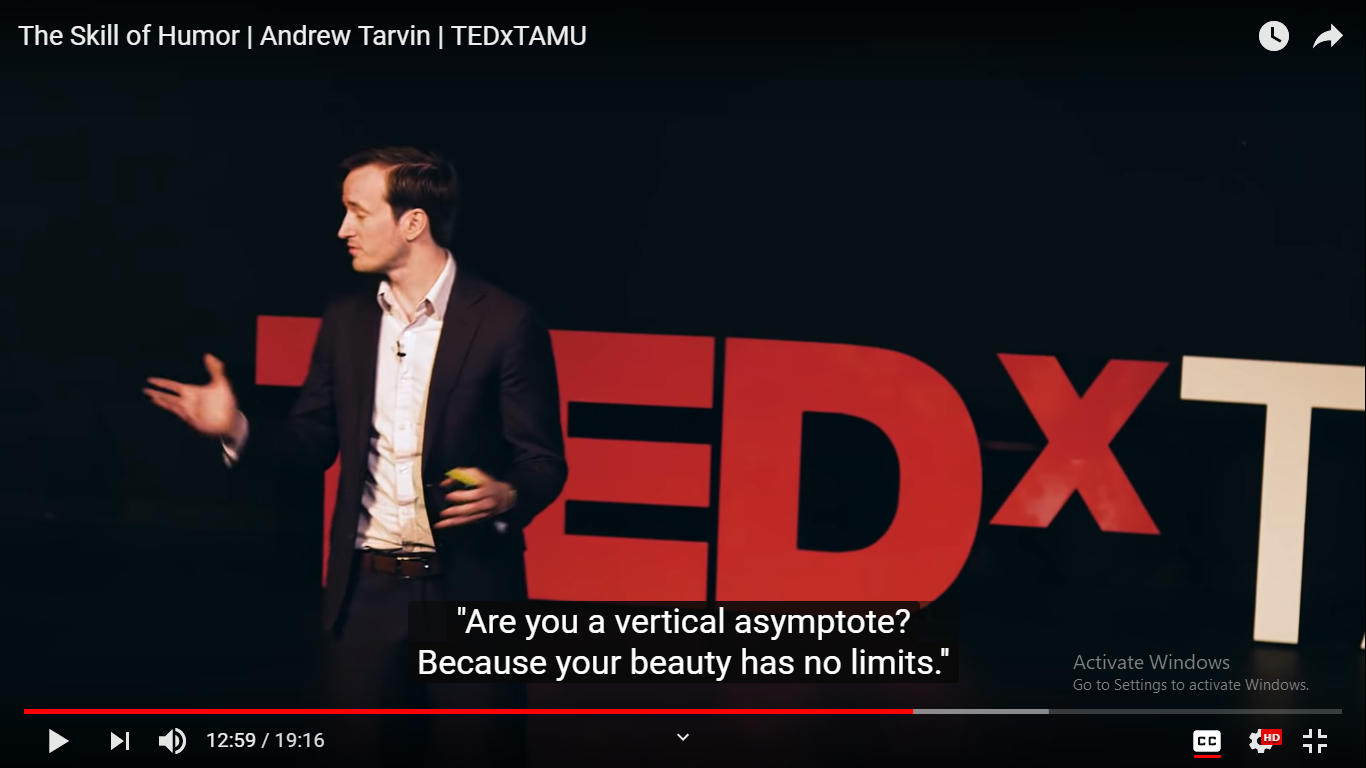 The Skill of Humor | Andrew Tarvin | TEDxTAMU
TEDxT
"Are you a vertical asymptote?
Because your beauty has no limits."
Activate Windows
Go to Settings to activate Windows.
12:59 / 19:16
CC
HD